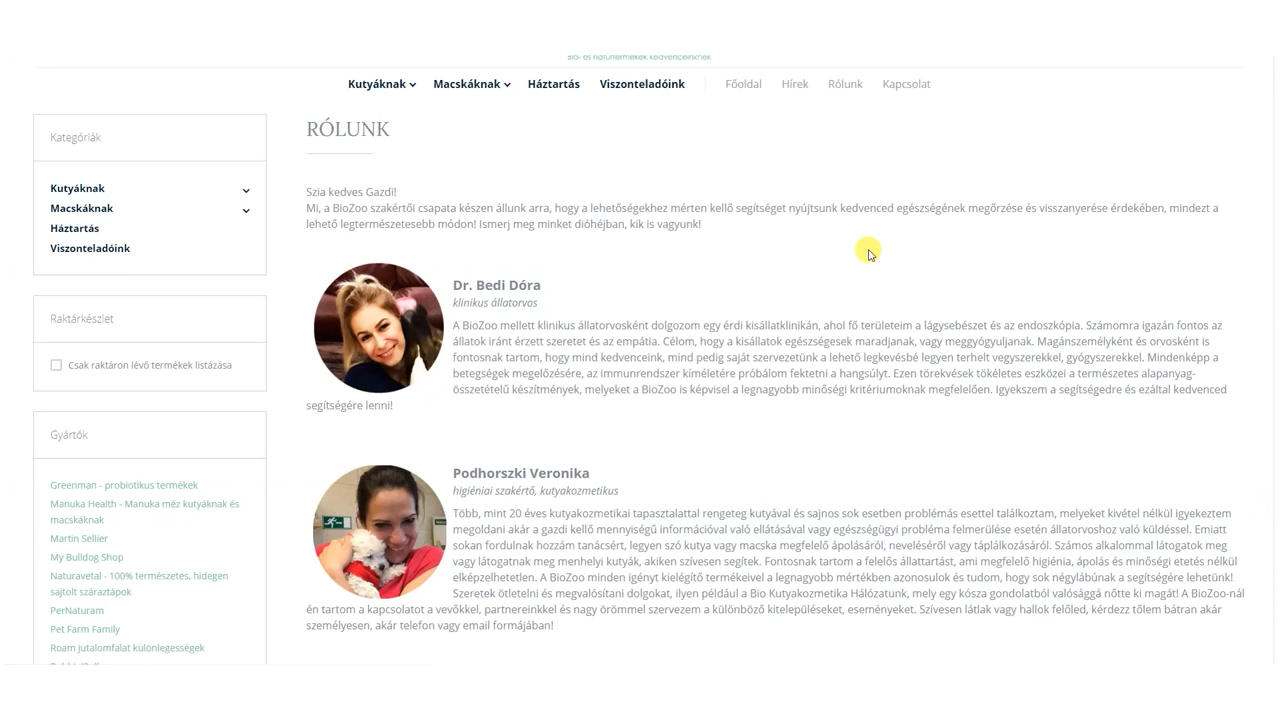 Bio- és naturtermékek kedvenceinknek
Kutyáknak Macskáknak Háztartás Viszonteladóink Főoldal Hírek Rólunk Kapcsolat
Kategóriák
Kutyáknak
Macskáknak
Háztartás
Viszonteladóink
Raktárkészlet
Csak raktáron lévő termékek listázása
Gyártók
Greenman - probiotikus termékek
Manuka Health - Manuka méz kutyáknak és
macskáknak
Martin Sellier
My Bulldog Shop
Naturavetal - 100% természetes, hidegen
sajtolt száraztápok
PerNaturam
Pet Farm Family
Roam jutalomfalat különlegességek
RÓLUNK
Szia kedves Gazdi!
Mi, a BioZoo szakértői csapata készen állunk arra, hogy a lehetőségekhez mérten kellő segítséget nyújtsunk kedvenced egészségének megőrzése és visszanyerése érdekében, mindezt a
lehető legtermészetesebb módon! Ismerj meg minket dióhéjban, kik is vagyunk!
Dr. Bedi Dóra
klinikus állatorvos
A BioZoo mellett klinikus állatorvosként dolgozom egy érdi kisállatklinikán, ahol fő területeim a lágysebészet és az endoszkópia. Számomra igazán fontos az
állatok iránt érzett szeretet és az empátia. Célom, hogy a kisállatok egészségesek maradjanak, vagy meggyógyuljanak. Magánszemélyként és orvosként is
fontosnak tartom, hogy mind kedvenceink, mind pedig saját szervezetünk a lehető legkevésbé legyen terhelt vegyszerekkel, gyógyszerekkel. Mindenképp a
betegségek megelőzésére, az immunrendszer kíméletére próbálom fektetni a hangsúlyt. Ezen törekvések tökéletes eszközei a természetes alapanyag-
összetételű készítmények, melyeket a BioZoo is képvisel a legnagyobb minőségi kritériumoknak megfelelően. Igyekszem a segítségedre és ezáltal kedvenced
segítségére lenni!
Podhorszki Veronika
higiéniai szakértő, kutyakozmetikus
Több, mint 20 éves kutyakozmetikai tapasztalattal rengeteg kutyával és sajnos sok esetben problémás esettel találkoztam, melyeket kivétel nélkül igyekeztem
megoldani akár a gazdi kellő mennyiségű információval való ellátásával vagy egészségügyi probléma felmerülése esetén állatorvoshoz való küldéssel. Emiatt
sokan fordulnak hozzám tanácsért, legyen szó kutya vagy macska megfelelő ápolásáról, neveléséről vagy táplálkozásáról. Számos alkalommal látogatok meg
vagy látogatnak meg menhelyi kutyák, akiken szívesen segítek. Fontosnak tartom a felelős állattartást, ami megfelelő higiénia, ápolás és minőségi etetés nélkül
elképzelhetetlen. A BioZoo minden igényt kielégítő termékeivel a legnagyobb mértékben azonosulok és tudom, hogy sok négylábúnak a segítségére lehetünk!
Szeretek ötletelni és megvalósítani dolgokat, ilyen például a Bio Kutyakozmetika Hálózatunk, mely egy kósza gondolatból valósággá nőtte ki magát! A BioZoo-nál
én tartom a kapcsolatot a vevőkkel, partnereinkkel és nagy örömmel szervezem a különböző kitelepüléseket, eseményeket. Szívesen látlak vagy hallok felőled, kérdezz tőlem bátran akár
személyesen, akár telefon vagy email formájában!